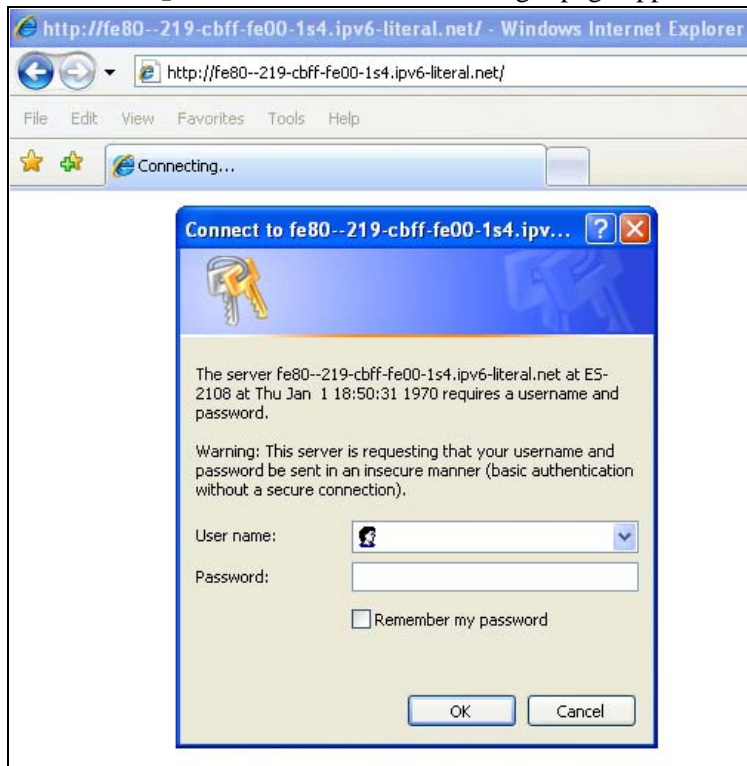 http://fe80--219-cbff-fe00-1s4.ipv6-literal.net/ - Windows Internet Explorer
http://fe80--219-cbff-fe00-1s4.ipv6-literal.net/
File Edit View Favorites Tools Help
Connecting...
Connect to fe80--219-cbff-fe00-1s4.ipv...
The server fe80--219-cbff-fe00-1s4.ipv6-literal.net at ES-
2108 at Thu Jan 1 18:50:31 1970 requires a username and
password.
Warning: This server is requesting that your username and
password be sent in an insecure manner (basic authentication
without a secure connection).
User name:
Password:
Remember my password
OK Cancel